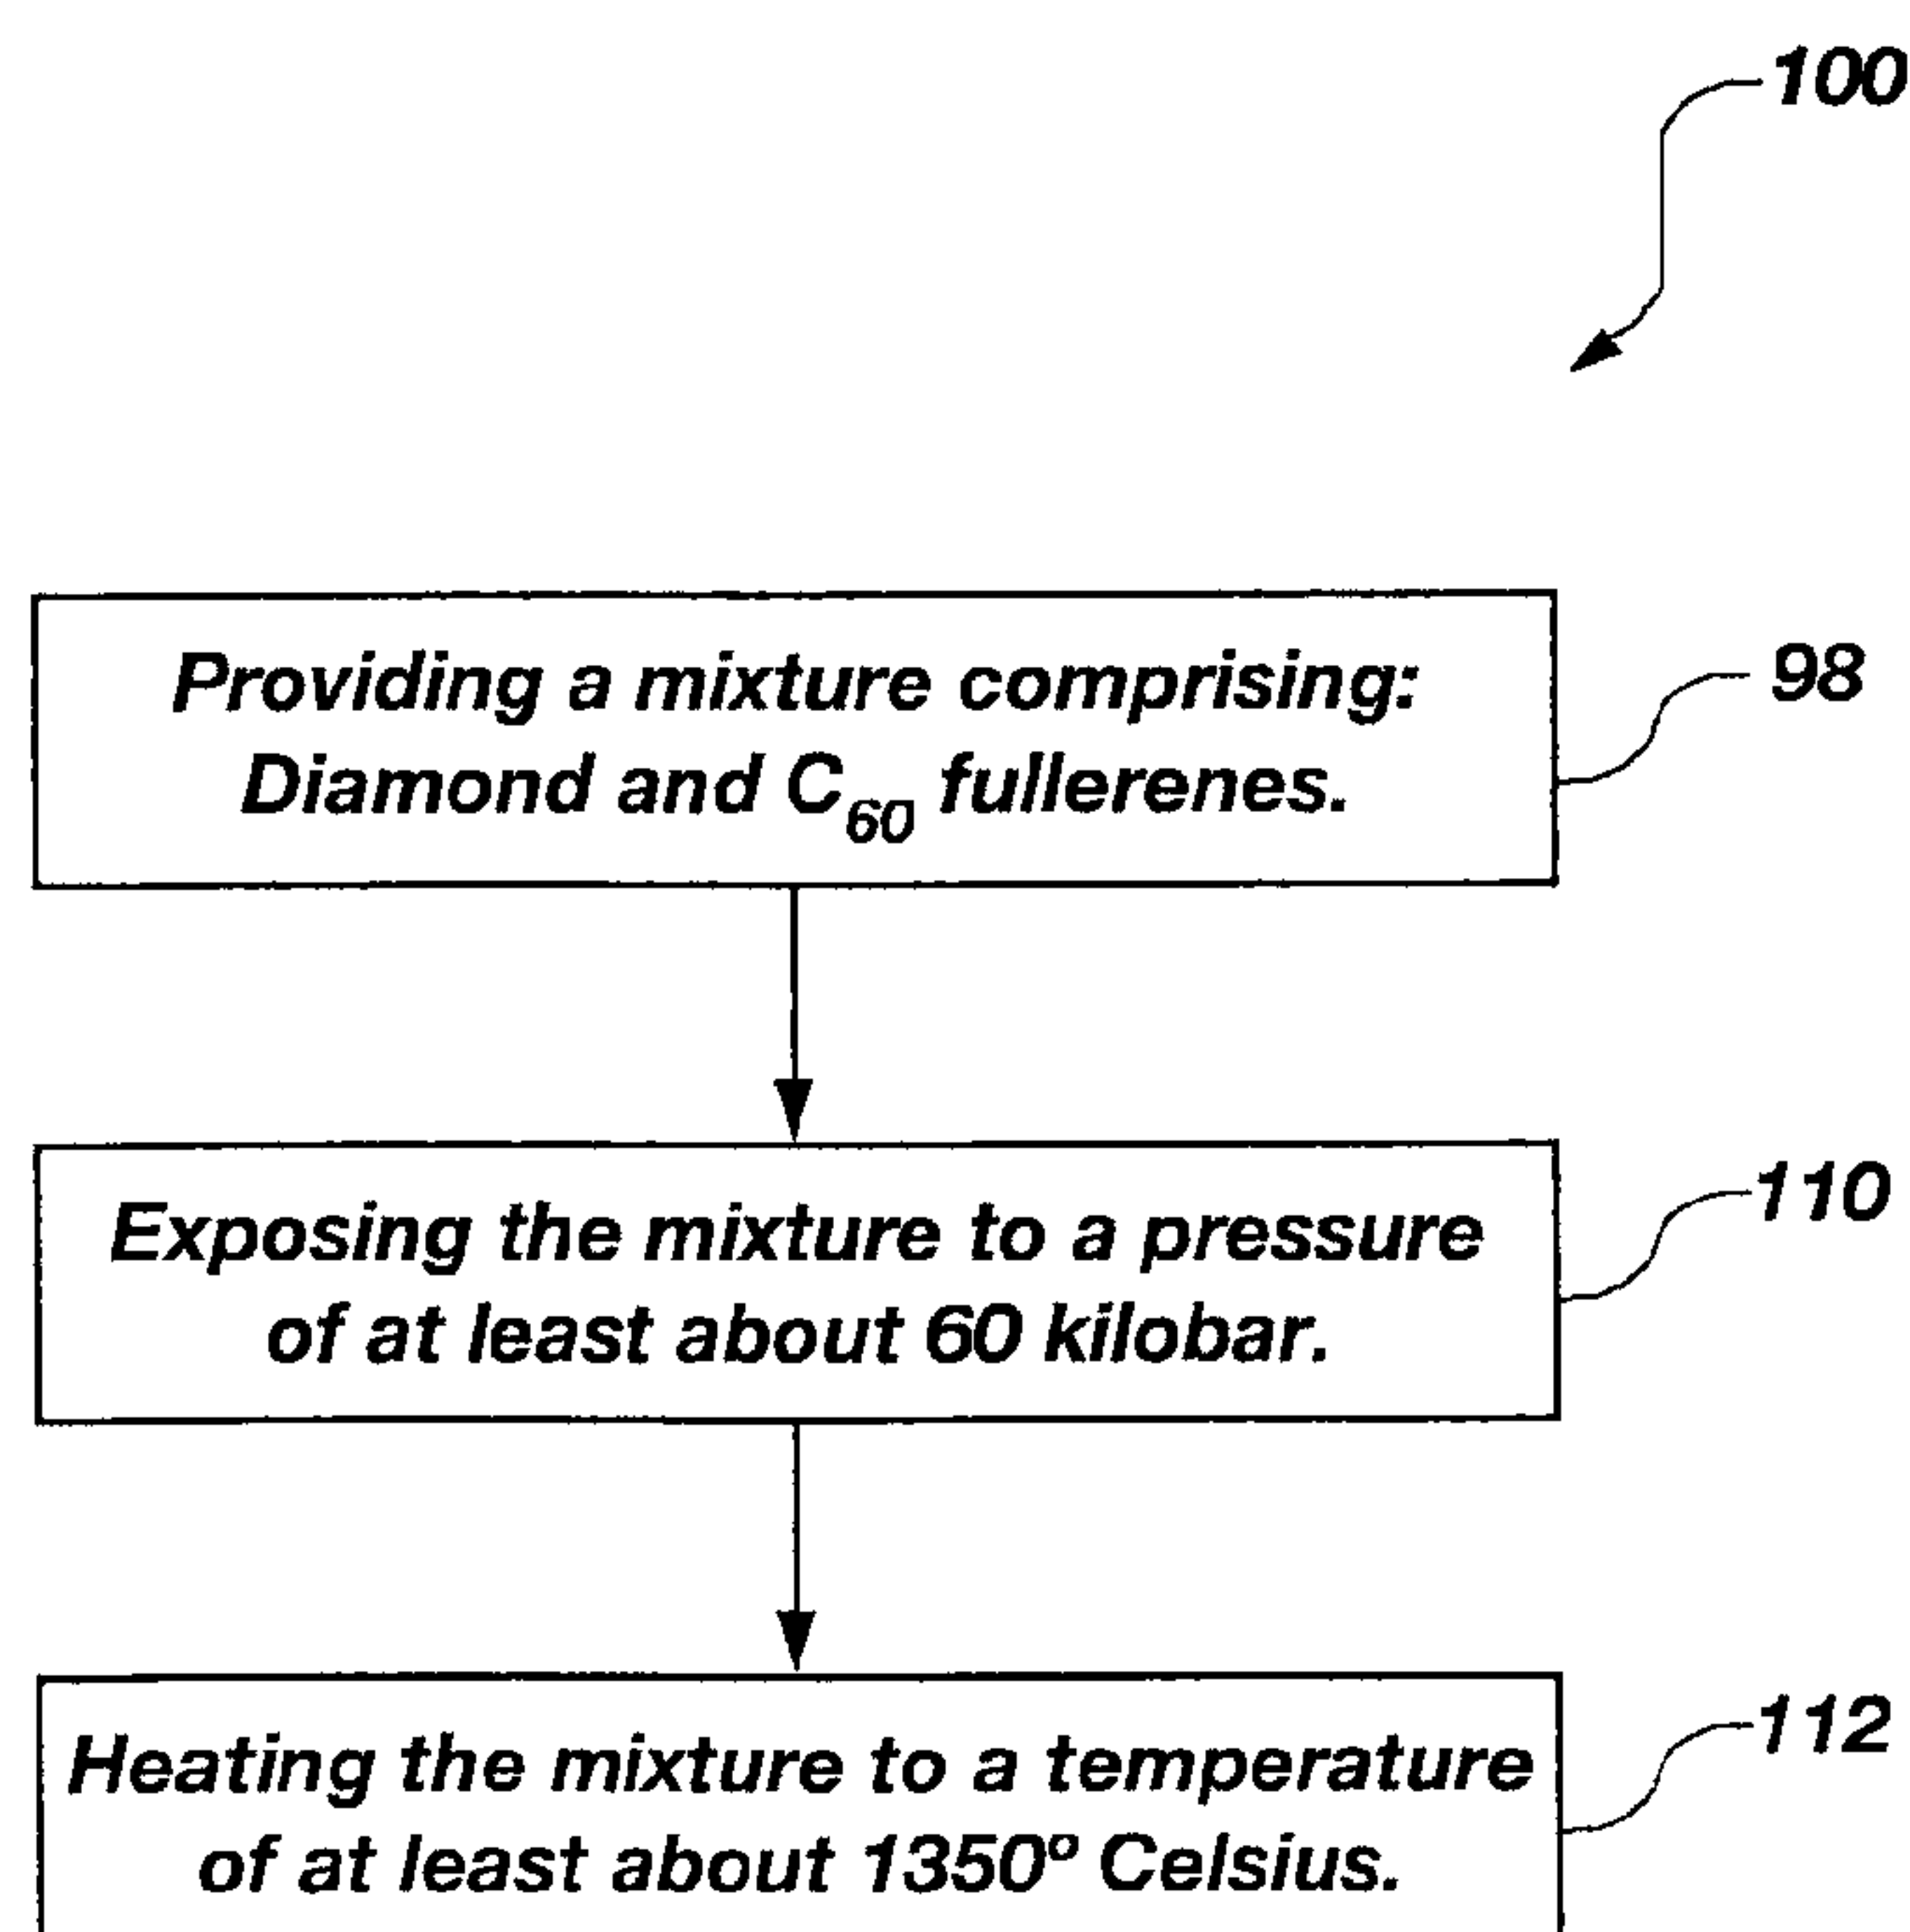 100
Providing a mixture comprising:
Diamond and C60 fullerenes.
98
Exposing the mixture to a pressure
of at least about 60 kilobar.
110
Heating the mixture to a temperature
of at least about 1350º Celsius.
112